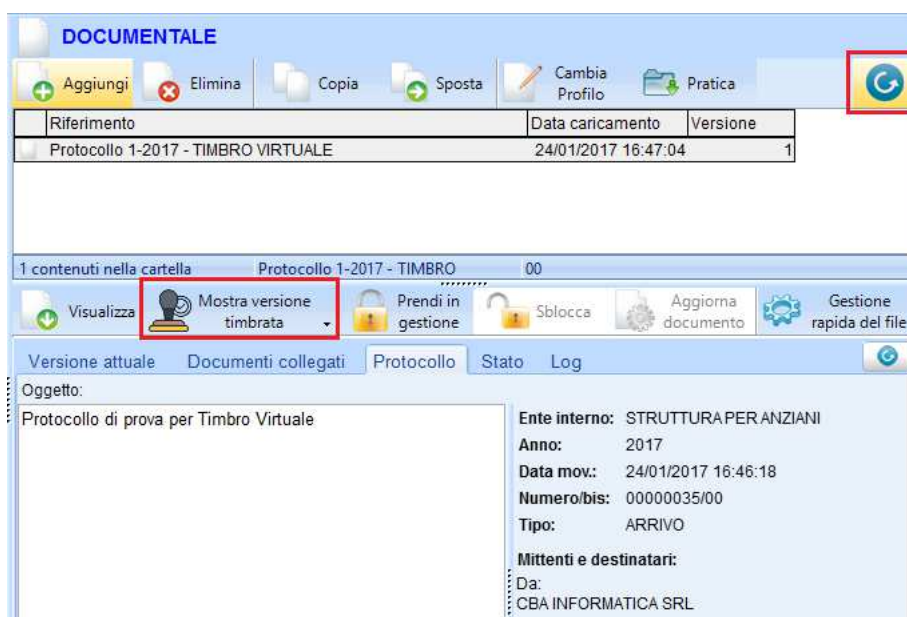 DOCUMENTALE
Aggiungi Elimina Copia Sposta Cambia Profilo Pratica
Riferimento Data caricamento Versione
Protocollo 1-2017 - TIMBRO VIRTUALE 24/01/2017 16:47:04 1
1 contenuti nella cartella Protocollo 1-2017 - TIMBRO 00
Visualizza Mostra versione timbrata Prendi in gestione Sblocca Aggiorna documento Gestione rapida del file
Versione attuale Documenti collegati Protocollo Stato Log
Oggetto:
Protocollo di prova per Timbro Virtuale
Ente interno: STRUTTURA PER ANZIANI
Anno: 2017
Data mov.: 24/01/2017 16:46:18
Numero/bis: 00000035/00
Tipo: ARRIVO
Mittenti e destinatari:
Da:
CBA INFORMATICA SRL